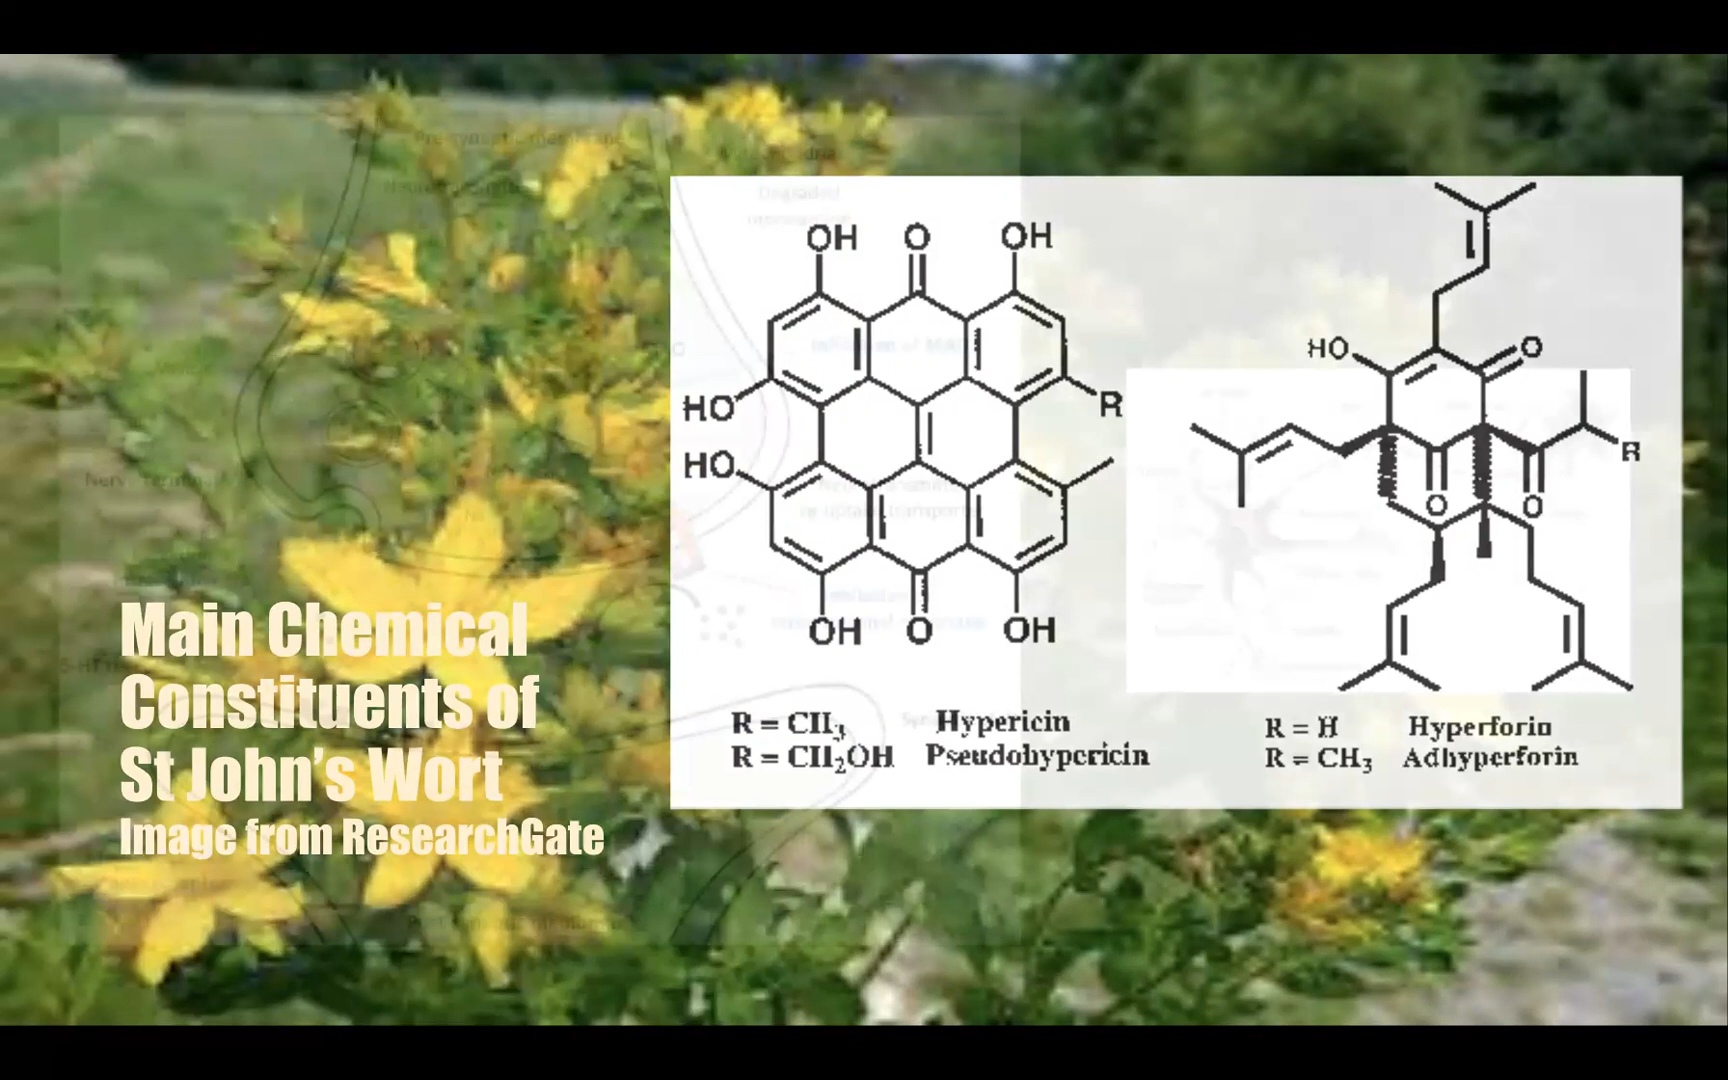 Main Chemical
Constituents of
St John's Wort
Image from ResearchGate
OH O OH
HO R
HO
OH O OH
R = CH3 Hypericin
R = CH2OH Pseudohypericin
HO O
R
O O
R = H Hyperforin
R = CH3 Adhyperforin